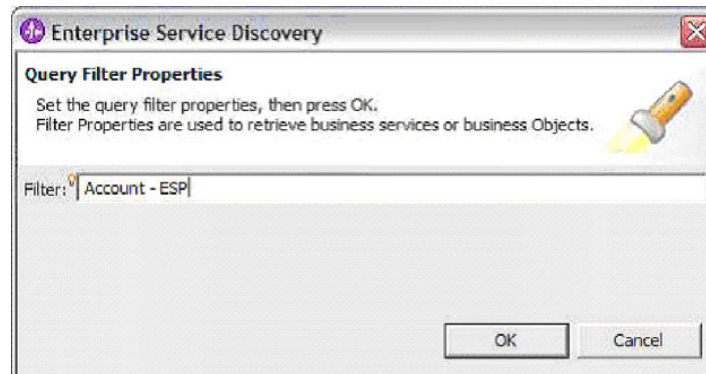 Enterprise Service Discovery
Query Filter Properties
Set the query filter properties, then press OK.
Filter Properties are used to retrieve business services or business Objects.
Filter: Account - ESP
OK Cancel